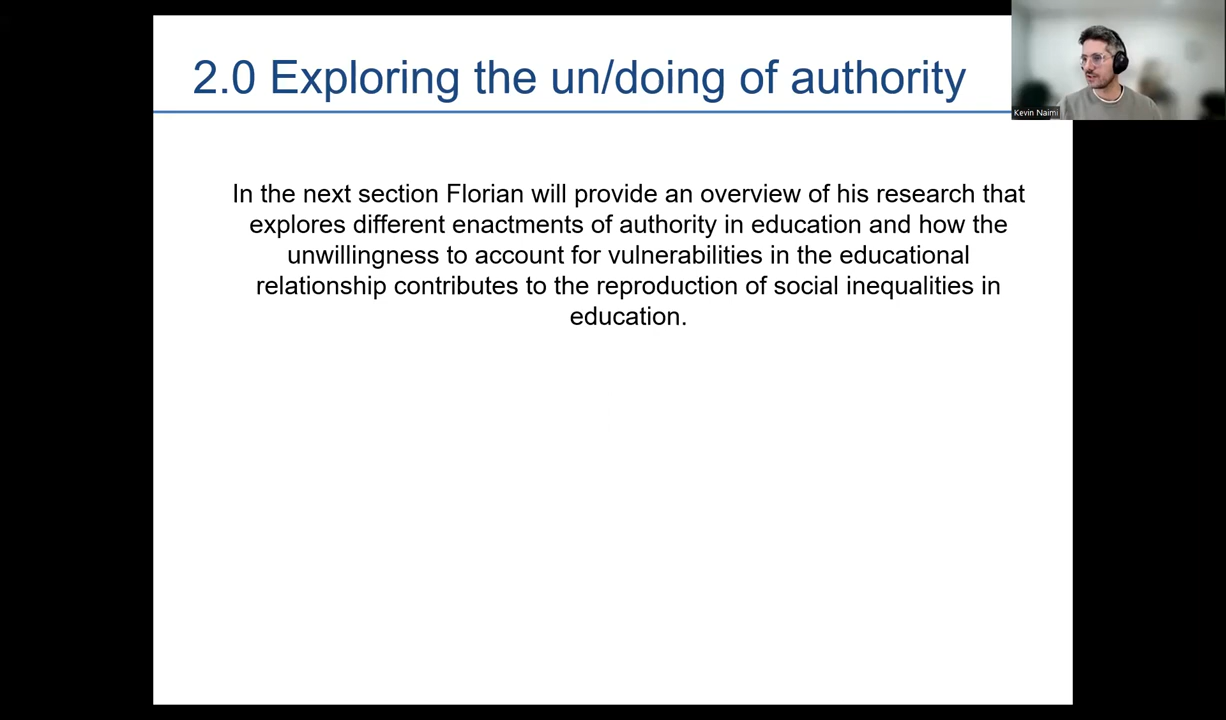 2.0 Exploring the un/doing of authority
Kevin Naimi
In the next section Florian will provide an overview of his research that
explores different enactments of authority in education and how the
unwillingness to account for vulnerabilities in the educational
relationship contributes to the reproduction of social inequalities in
education.